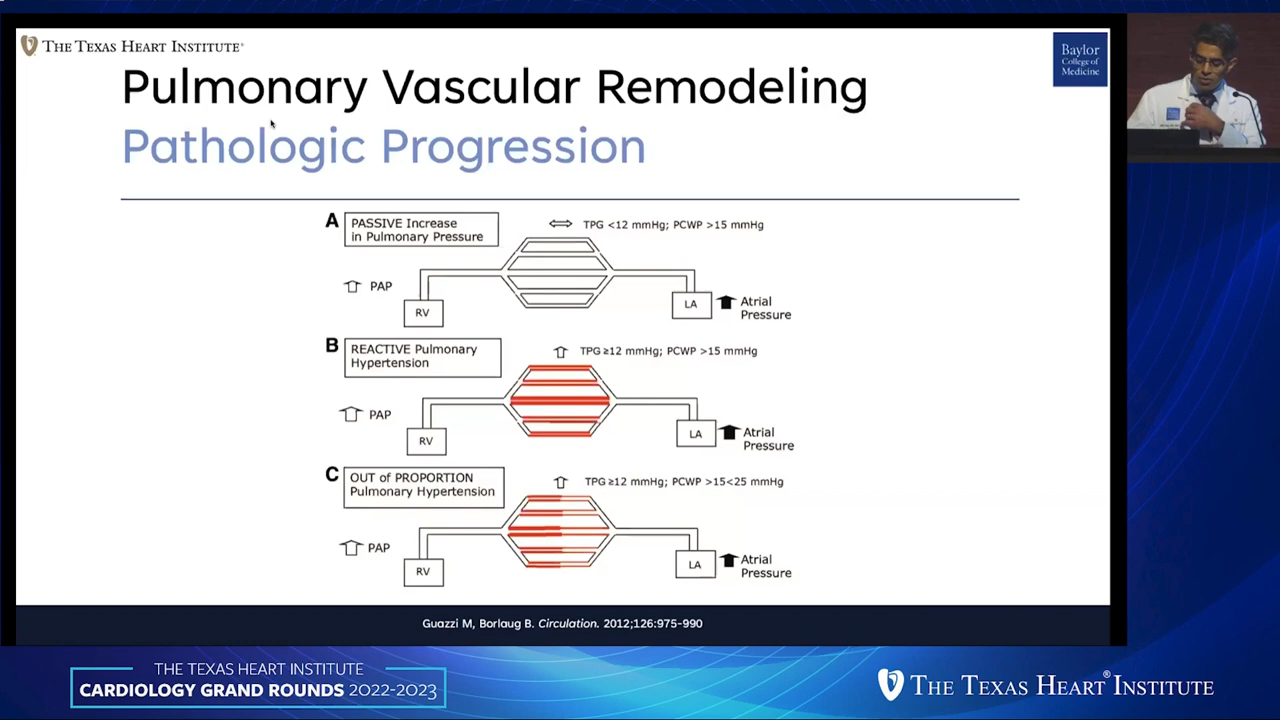 THE TEXAS HEART INSTITUTE®
Baylor
College of
Medicine
Pulmonary Vascular Remodeling
Pathologic Progression
A
PASSIVE Increase
in Pulmonary Pressure
TPG <12 mmHg; PCWP >15 mmHg
PAP
RV
LA
Atrial
Pressure
B
REACTIVE Pulmonary
Hypertension
TPG ≥12 mmHg; PCWP >15 mmHg
PAP
RV
LA
Atrial
Pressure
C
OUT of PROPORTION
Pulmonary Hypertension
TPG ≥12 mmHg; PCWP >15<25 mmHg
PAP
RV
LA
Atrial
Pressure
Guazzi M, Borlaug B. Circulation. 2012;126:975-990
THE TEXAS HEART INSTITUTE
CARDIOLOGY GRAND ROUNDS 2022-2023
THE TEXAS HEART® INSTITUTE